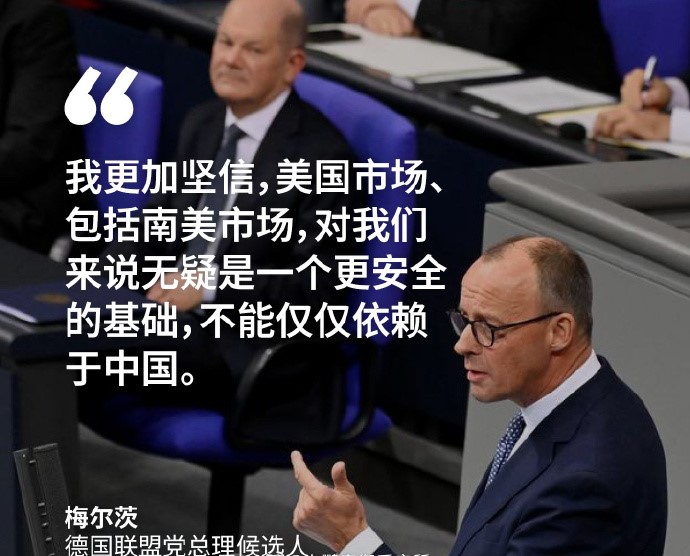 “
我更加坚信，美国市场、
包括南美市场，对我们
来说无疑是一个更安全
的基础，不能仅仅依赖
于中国。
梅尔茨
德国联盟党总理候选人